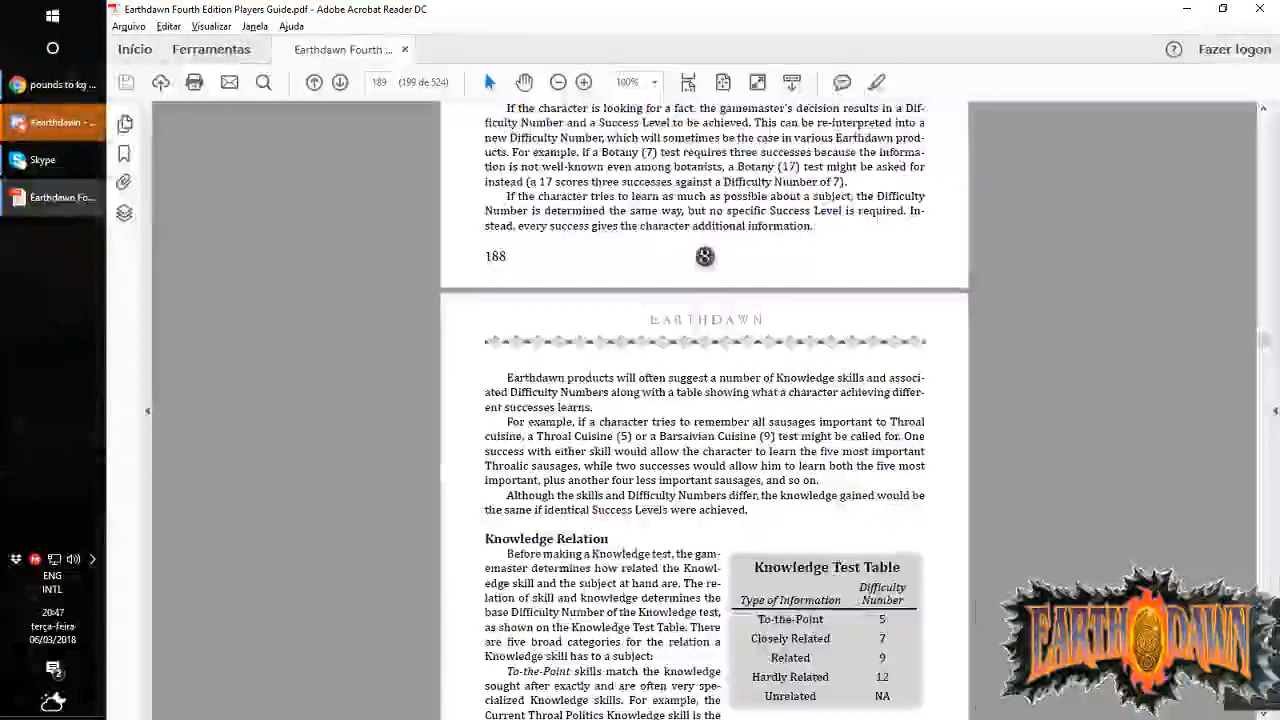 Earthdawn Fourth Edition Players Guide.pdf - Adobe Acrobat Reader DC
Arquivo Editar Visualizar Janela Ajuda
Início Ferramentas Earthdawn Fourth ... × Fazer logon
189 (199 de 524) 100%
pounds to kg ...
Earthdawn - ...
Skype
Earthdawn Fo...
If the character is looking for a fact, the gamemaster's decision results in a Dif-
ficulty Number and a Success Level to be achieved. This can be re-interpreted into a
new Difficulty Number, which will sometimes be the case in various Earthdawn prod-
ucts. For example, if a Botany (7) test requires three successes because the informa-
tion is not well-known even among botanists, a Botany (17) test might be asked for
instead (a 17 scores three successes against a Difficulty Number of 7).
If the character tries to learn as much as possible about a subject, the Difficulty
Number is determined the same way, but no specific Success Level is required. In-
stead, every success gives the character additional information.
188
EARTHDAWN
Earthdawn products will often suggest a number of Knowledge skills and associ-
ated Difficulty Numbers along with a table showing what a character achieving differ-
ent successes learns.
For example, if a character tries to remember all sausages important to Throal
cuisine, a Throal Cuisine (5) or a Barsaivian Cuisine (9) test might be called for. One
success with either skill would allow the character to learn the five most important
Throalic sausages, while two successes would allow him to learn both the five most
important, plus another four less important sausages, and so on.
Although the skills and Difficulty Numbers differ, the knowledge gained would be
the same if identical Success Levels were achieved.
Knowledge Relation
Before making a Knowledge test, the gam-
emaster determines how related the Knowl-
edge skill and the subject at hand are. The re-
lation of skill and knowledge determines the
base Difficulty Number of the Knowledge test,
as shown on the Knowledge Test Table. There
are five broad categories for the relation a
Knowledge skill has to a subject:
To-the-Point skills match the knowledge
sought after exactly and are often very spe-
cialized Knowledge skills. For example, the
Current Throal Politics Knowledge skill is the
Knowledge Test Table
Type of Information Difficulty Number
To-the-Point 5
Closely Related 7
Related 9
Hardly Related 12
Unrelated NA
ENG
INTL
20:47
terça-feira
06/03/2018
2
EARTHDAWN